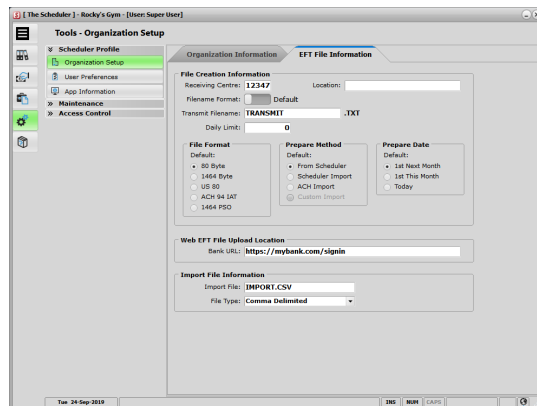 [ The Scheduler ] - Rocky's Gym - [User: Super User]
Tools - Organization Setup
Scheduler Profile
Organization Setup
User Preferences
App Information
Maintenance
Access Control
Organization Information
EFT File Information
File Creation Information
Receiving Centre: 12347 Location:
Filename Format: Default
Transmit Filename: TRANSMIT .TXT
Daily Limit: 0
File Format
Default:
80 Byte
1464 Byte
US 80
ACH 94 IAT
1464 PSO
Prepare Method
Default:
From Scheduler
Scheduler Import
ACH Import
Custom Import
Prepare Date
Default:
1st Next Month
1st This Month
Today
Web EFT File Upload Location
Bank URL: https://mybank.com/signin
Import File Information
Import File: IMPORT.CSV
File Type: Comma Delimited
Tue 24-Sep-2019 INS NUM CAPS